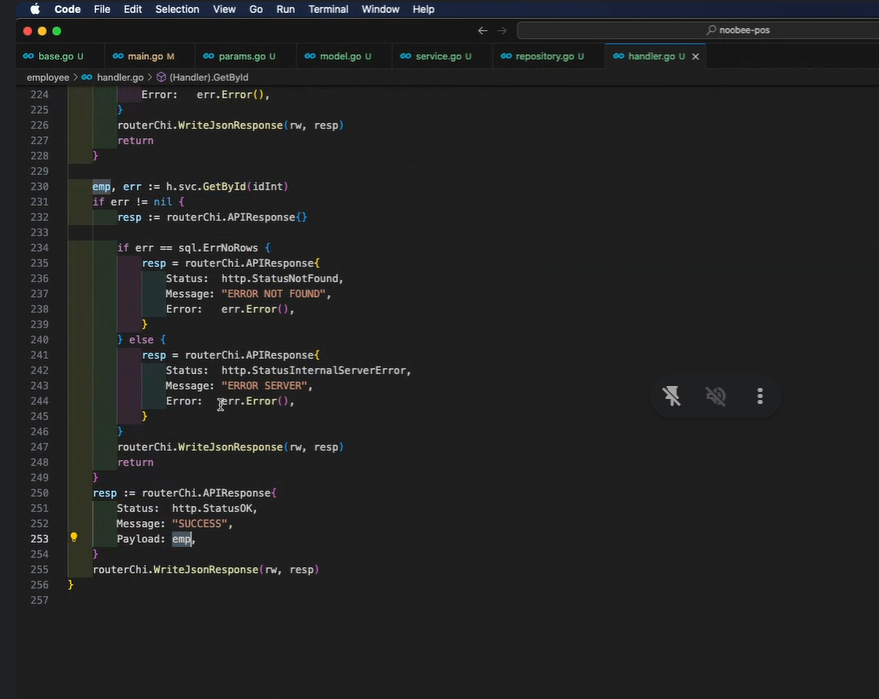 Code File Edit Selection View Go Run Terminal Window Help
← → noobee-pos
base.go U main.go M params.go U model.go U service.go U repository.go U handler.go U ×
employee > handler.go > (Handler).GetById
224 Error: err.Error(),
225 }
226 routerChi.WriteJsonResponse(rw, resp)
227 return
228 }
229
230 emp, err := h.svc.GetById(idInt)
231 if err != nil {
232 resp := routerChi.APIResponse{}
233
234 if err == sql.ErrNoRows {
235 resp = routerChi.APIResponse{
236 Status: http.StatusNotFound,
237 Message: "ERROR NOT FOUND",
238 Error: err.Error(),
239 }
240 } else {
241 resp = routerChi.APIResponse{
242 Status: http.StatusInternalServerError,
243 Message: "ERROR SERVER",
244 Error: err.Error(),
245 }
246 }
247 routerChi.WriteJsonResponse(rw, resp)
248 return
249 }
250 resp := routerChi.APIResponse{
251 Status: http.StatusOK,
252 Message: "SUCCESS",
253 Payload: emp,
254 }
255 routerChi.WriteJsonResponse(rw, resp)
256 }
257